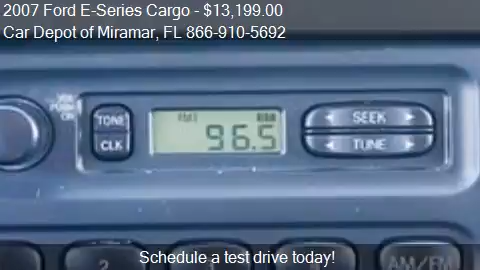 2007 Ford E-Series Cargo - $13,199.00
Car Depot of Miramar, FL 866-910-5692
TONE
SEEK
96.5
CLK
TUNE
2
AM/FM
Schedule a test drive today!